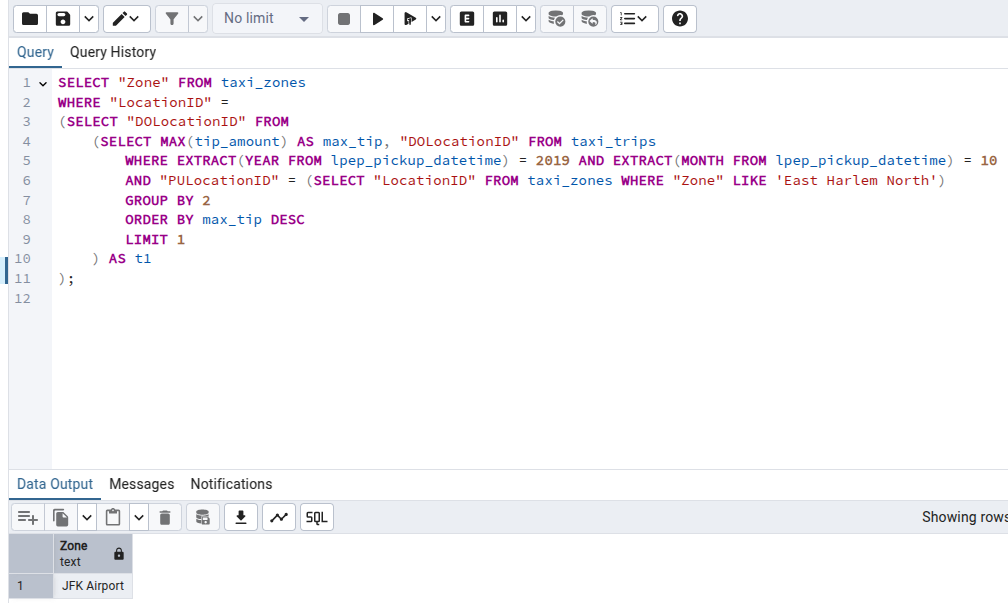 No limit
E
SQL
Query Query History
1 SELECT "Zone" FROM taxi_zones
2 WHERE "LocationID" =
3 (SELECT "DOLocationID" FROM
4 (SELECT MAX(tip_amount) AS max_tip, "DOLocationID" FROM taxi_trips
5 WHERE EXTRACT(YEAR FROM lpep_pickup_datetime) = 2019 AND EXTRACT(MONTH FROM lpep_pickup_datetime) = 10
6 AND "PULocationID" = (SELECT "LocationID" FROM taxi_zones WHERE "Zone" LIKE 'East Harlem North')
7 GROUP BY 2
8 ORDER BY max_tip DESC
9 LIMIT 1
10 ) AS t1
11 );
12
Data Output Messages Notifications
SQL Showing rows
Zone
text
1 JFK Airport